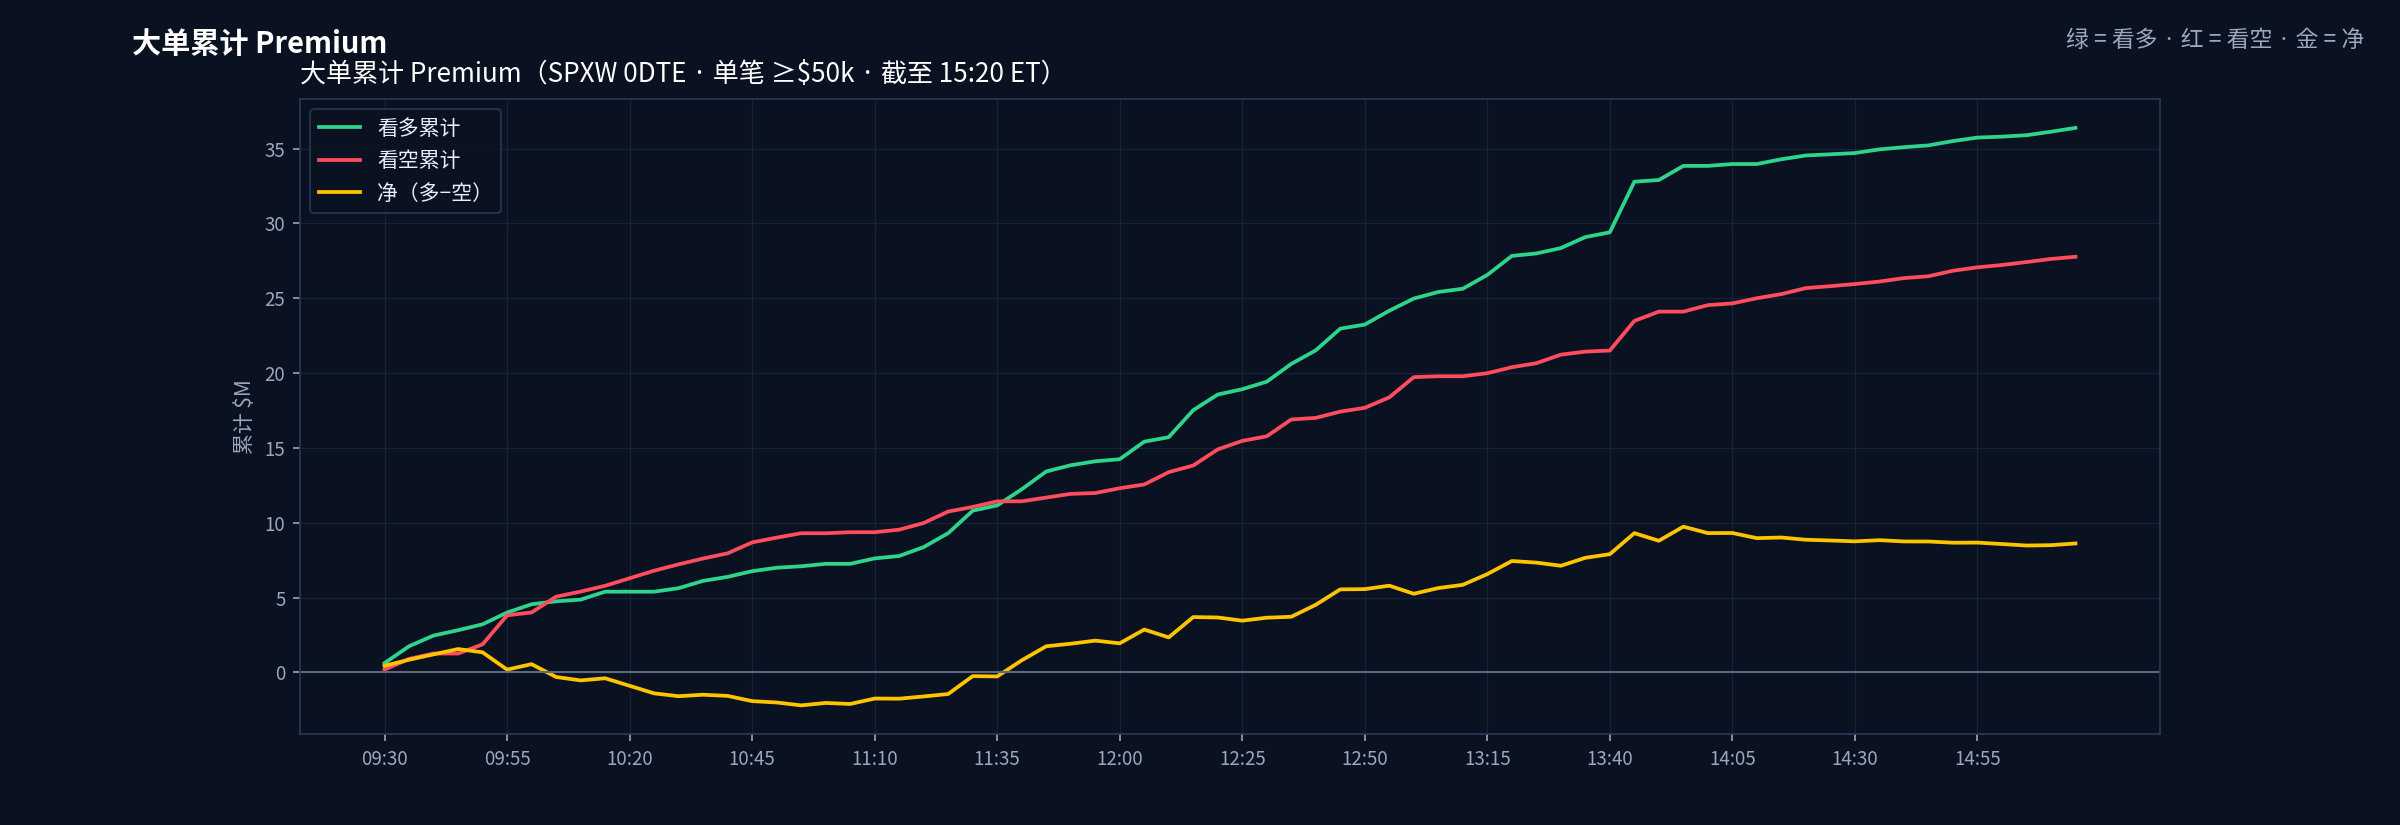 大单累计 Premium
绿 = 看多 · 红 = 看空 · 金 = 净
大单累计 Premium（SPXW 0DTE · 单笔 ≥$50k · 截至 15:20 ET）
看多累计
看空累计
净（多−空）
累计 $M
35
30
25
20
15
10
5
0
09:30 09:55 10:20 10:45 11:10 11:35 12:00 12:25 12:50 13:15 13:40 14:05 14:30 14:55